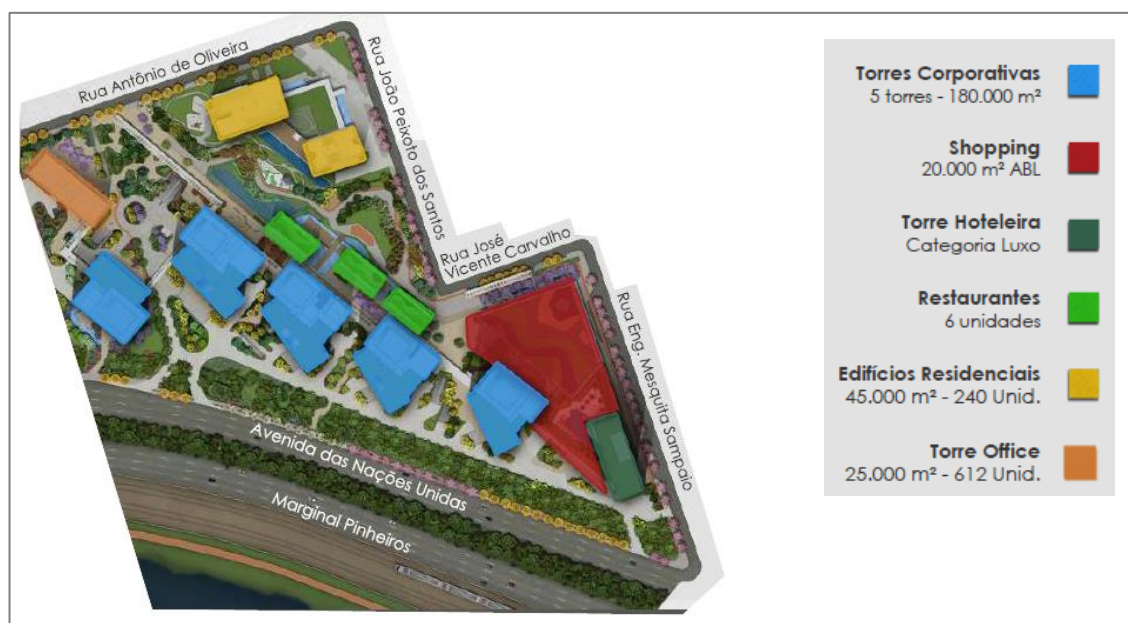 Rua Antônio de Oliveira
Rua João Peixoto dos Santos
Rua José
Vicente Carvalho
Rua Eng. Mesquita Sampaio
Avenida das Nações Unidas
Marginal Pinheiros
Torres Corporativas
5 torres - 180.000 m²
Shopping
20.000 m² ABL
Torre Hoteleira
Categoria Luxo
Restaurantes
6 unidades
Edifícios Residenciais
45.000 m² - 240 Unid.
Torre Office
25.000 m² - 612 Unid.